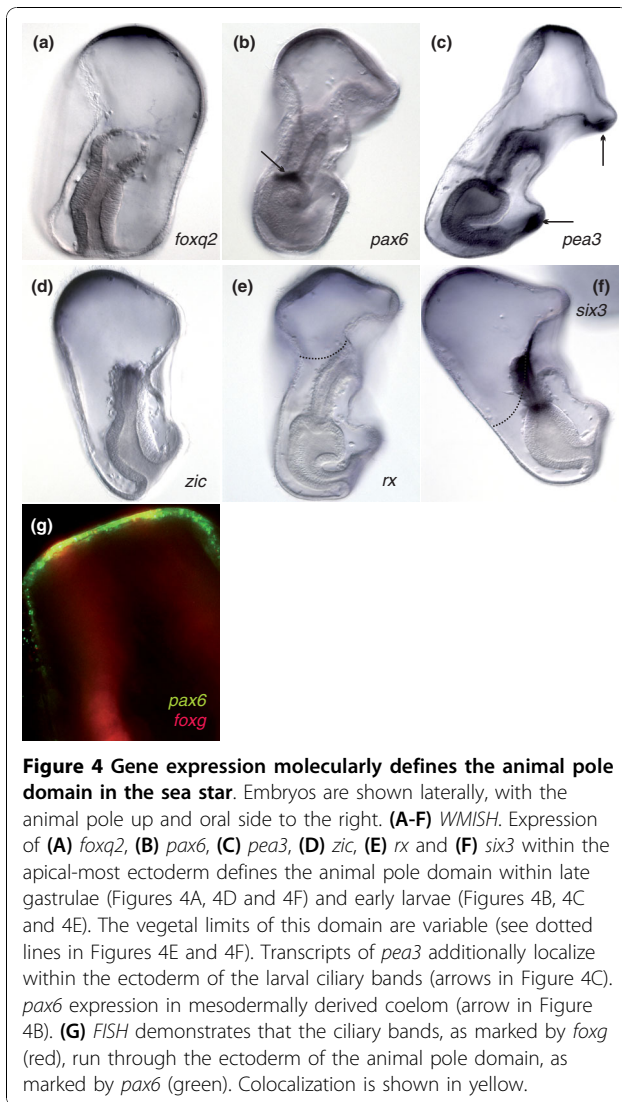 (a)
foxq2
(b)
pax6
(c)
pea3
(d)
zic
(e)
rx
(f)
six3
(g)
pax6
foxg
Figure 4 Gene expression molecularly defines the animal pole
domain in the sea star. Embryos are shown laterally, with the
animal pole up and oral side to the right. (A-F) WMISH. Expression
of (A) foxq2, (B) pax6, (C) pea3, (D) zic, (E) rx and (F) six3 within the
apical-most ectoderm defines the animal pole domain within late
gastrulae (Figures 4A, 4D and 4F) and early larvae (Figures 4B, 4C
and 4E). The vegetal limits of this domain are variable (see dotted
lines in Figures 4E and 4F). Transcripts of pea3 additionally localize
within the ectoderm of the larval ciliary bands (arrows in Figure 4C).
pax6 expression in mesodermally derived coelom (arrow in Figure
4B). (G) FISH demonstrates that the ciliary bands, as marked by foxg
(red), run through the ectoderm of the animal pole domain, as
marked by pax6 (green). Colocalization is shown in yellow.